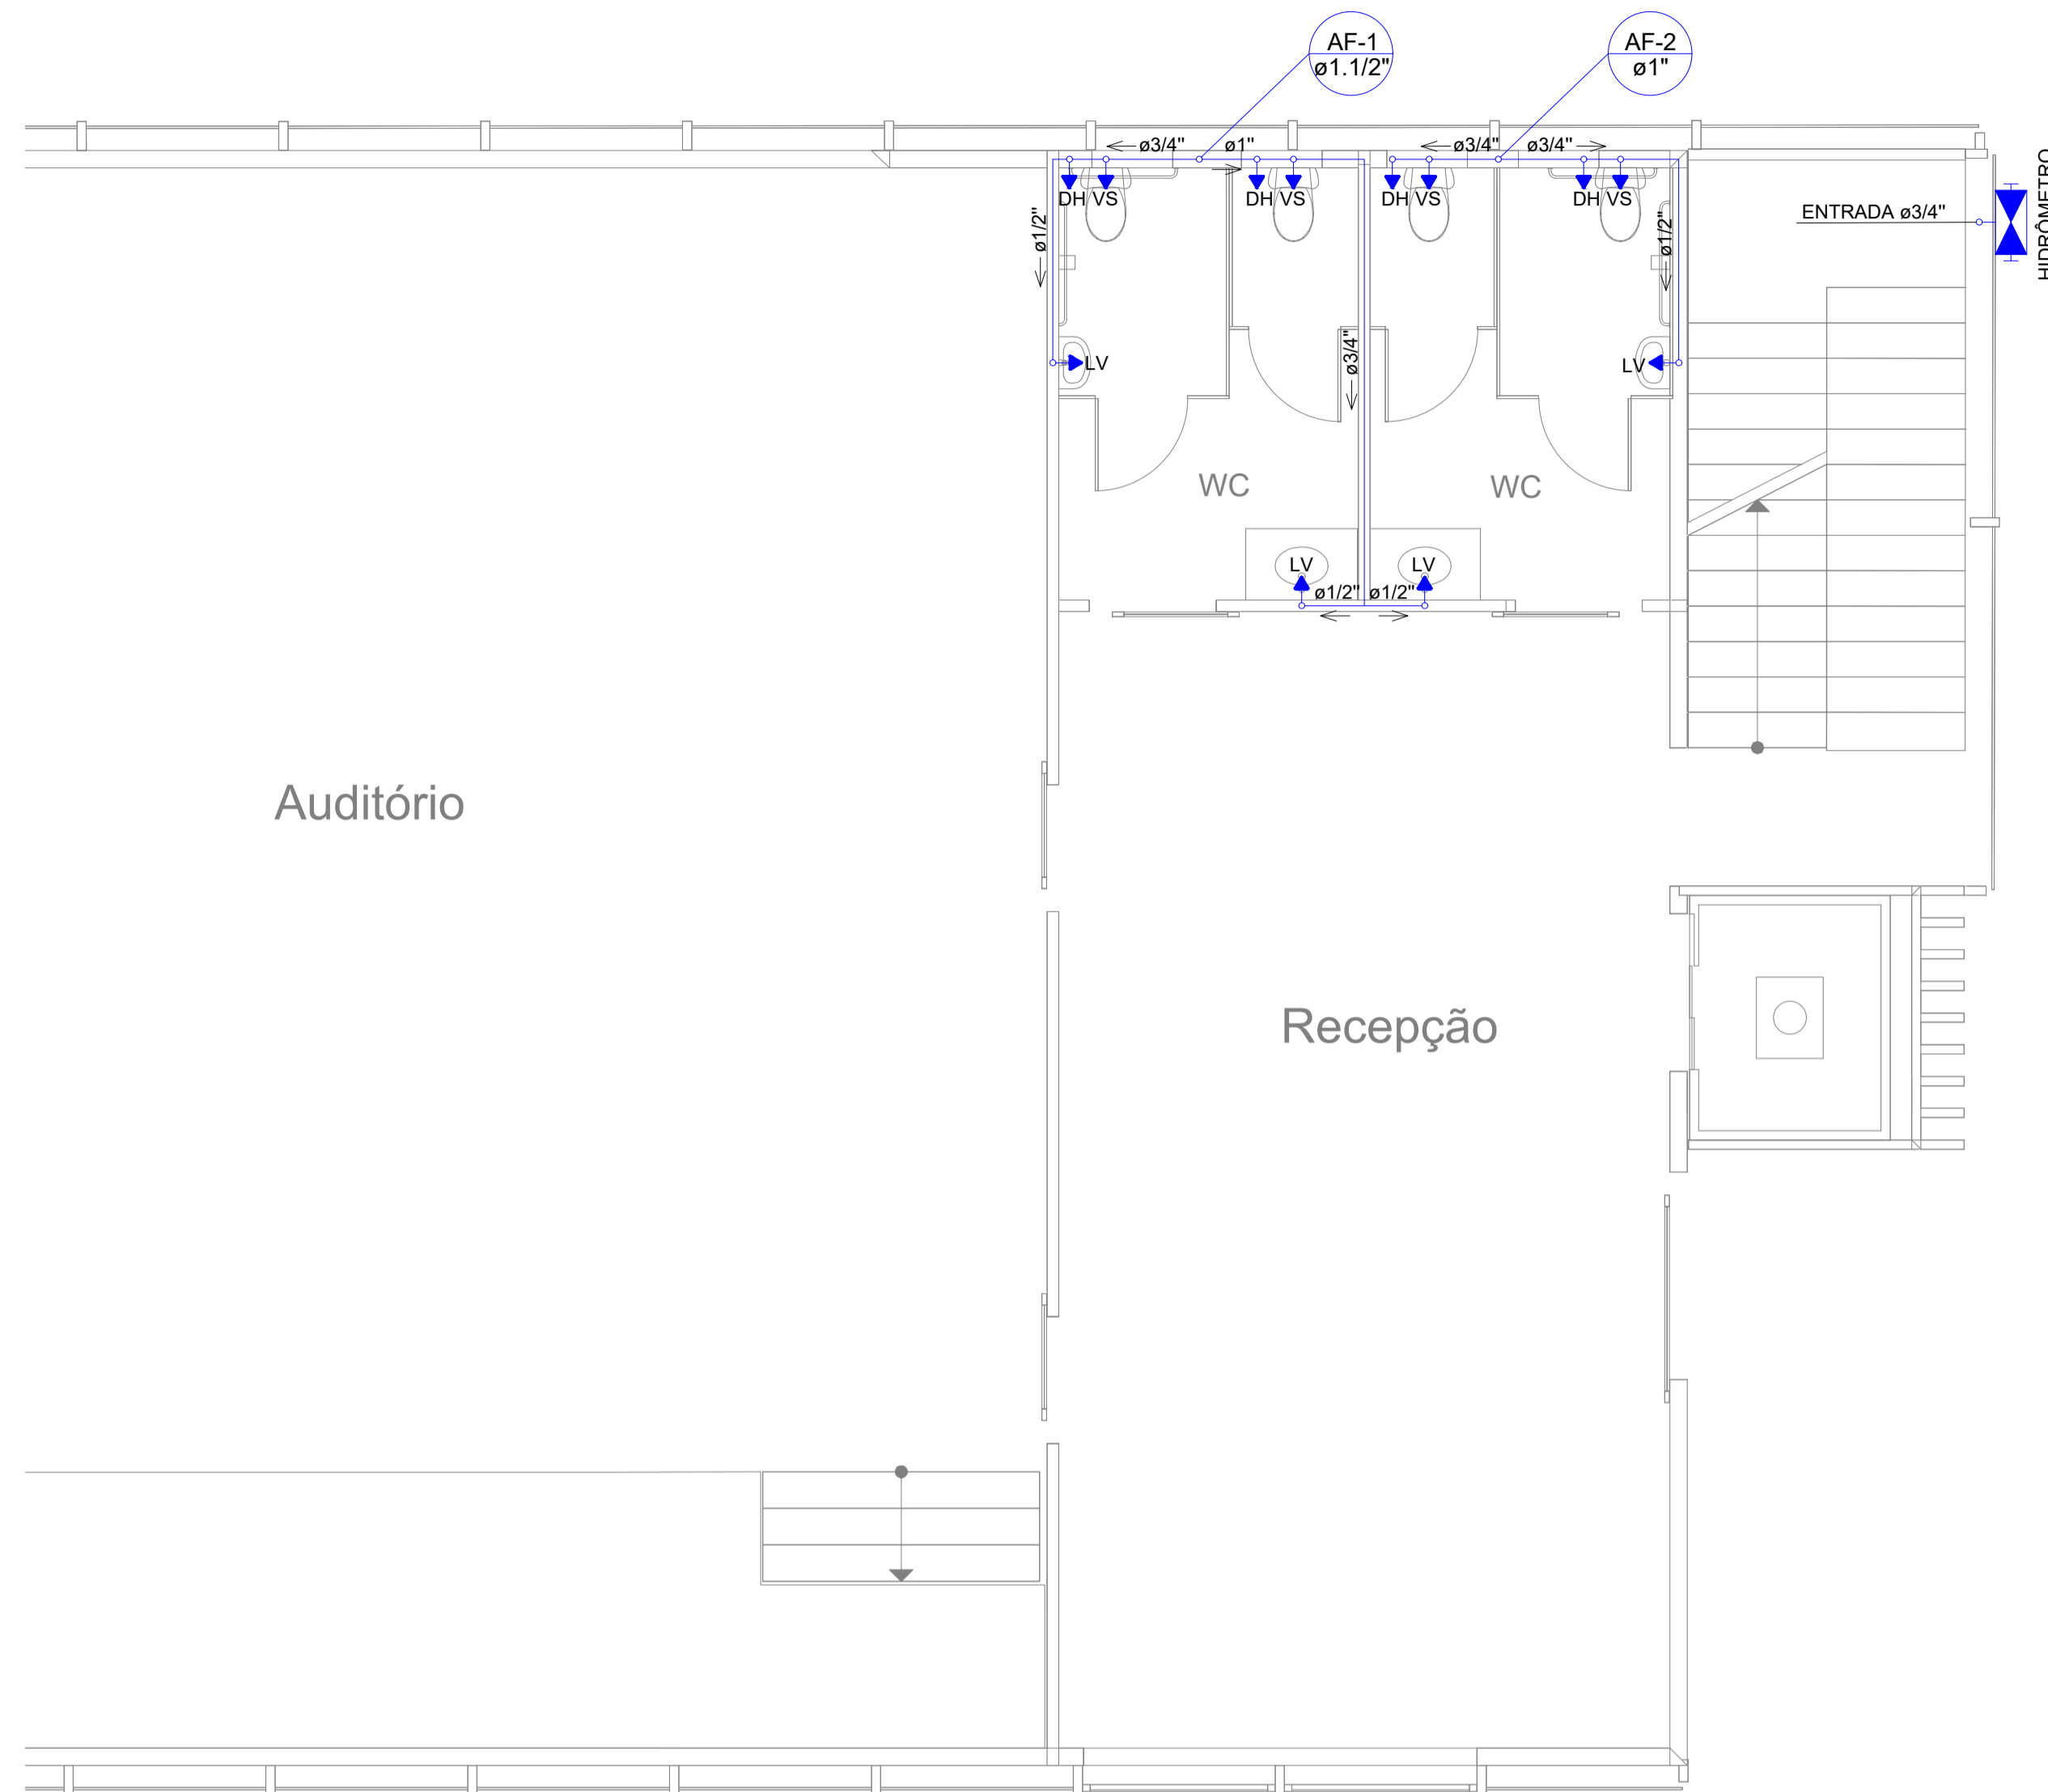 AF-1
ø1.1/2"
AF-2
ø1"
ø3/4"
ø1"
ø3/4"
ø3/4"
DH
VS
DH
VS
DH
VS
DH
VS
ENTRADA ø3/4"
HIDRÔMETRO
ø1/2"
ø1/2"
ø3/4"
LV
LV
WC
WC
LV
LV
ø1/2"
ø1/2"
Auditório
Recepção